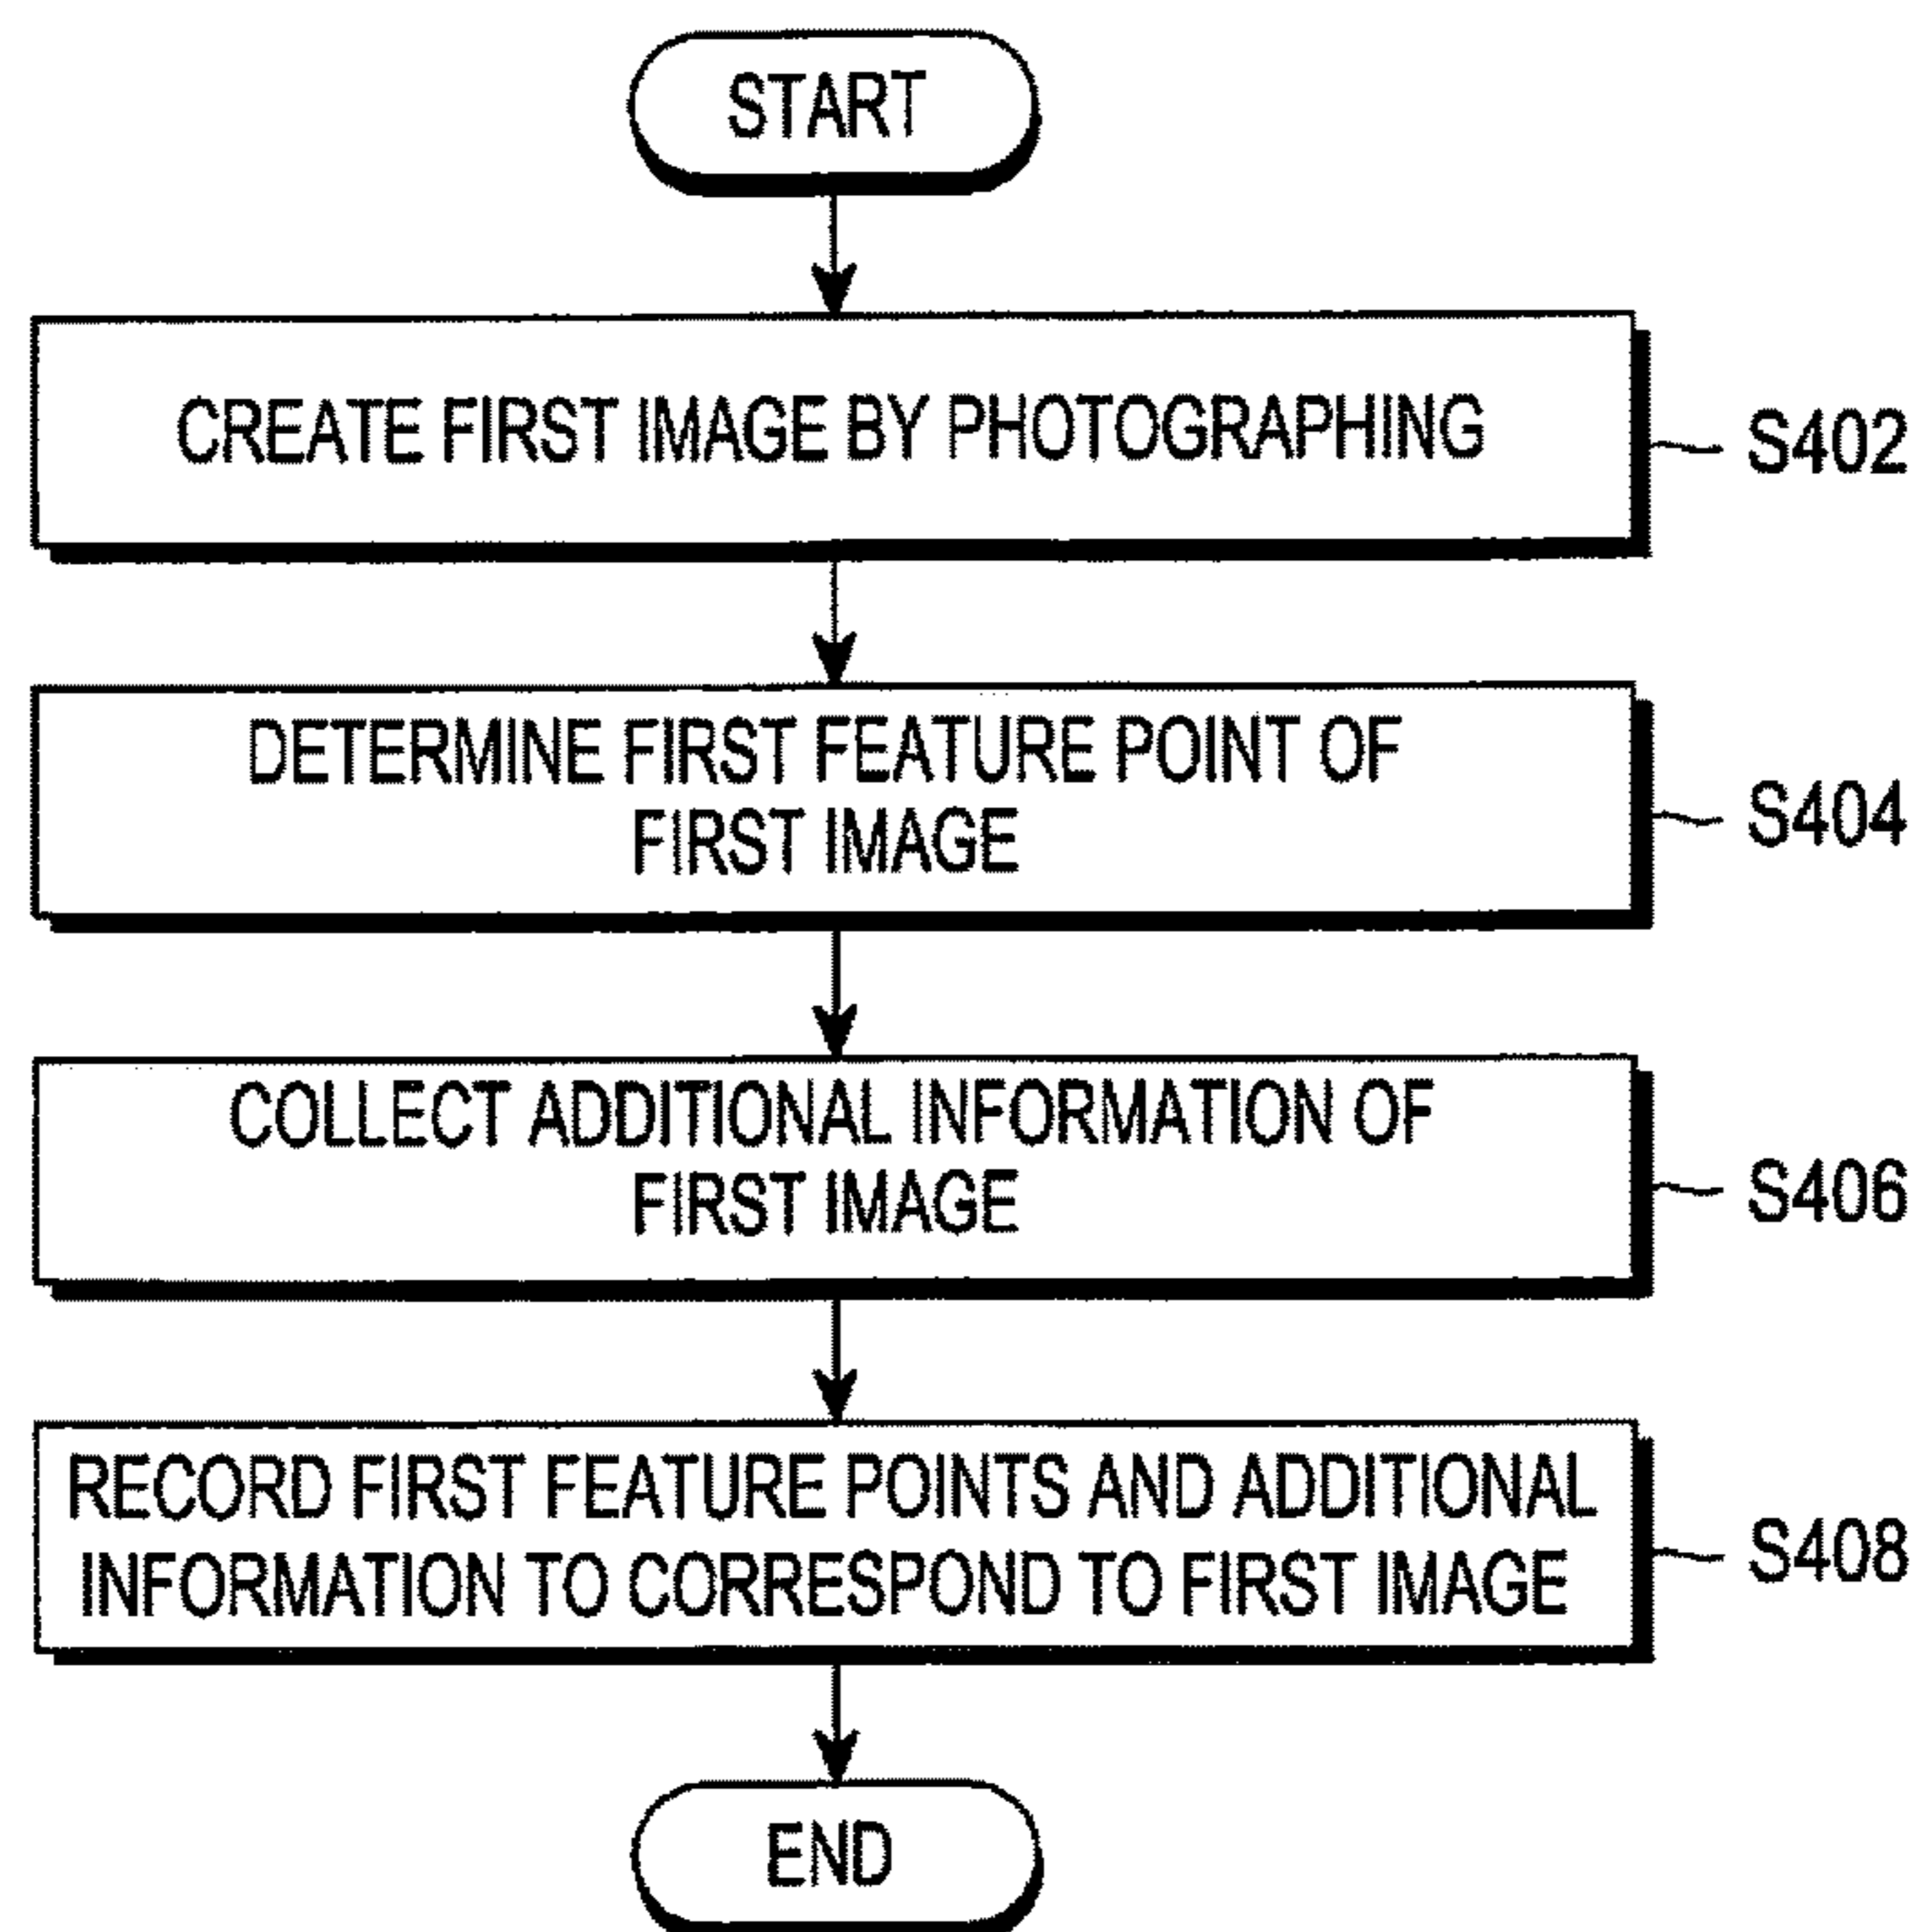 START
CREATE FIRST IMAGE BY PHOTOGRAPHING
S402
DETERMINE FIRST FEATURE POINT OF
FIRST IMAGE
S404
COLLECT ADDITIONAL INFORMATION OF
FIRST IMAGE
S406
RECORD FIRST FEATURE POINTS AND ADDITIONAL
INFORMATION TO CORRESPOND TO FIRST IMAGE
S408
END